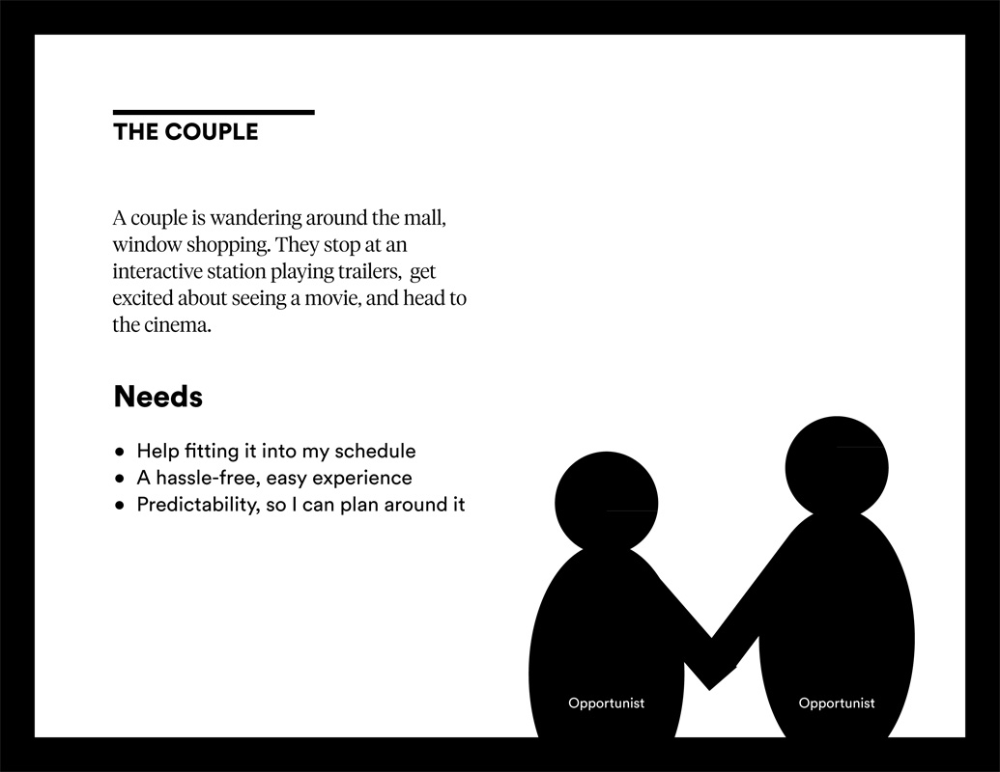 THE COUPLE
A couple is wandering around the mall,
window shopping. They stop at an
interactive station playing trailers,  get
excited about seeing a movie, and head to
the cinema.
Needs
● Help fitting it into my schedule
● A hassle-free, easy experience
● Predictability, so I can plan around it
Opportunist
Opportunist